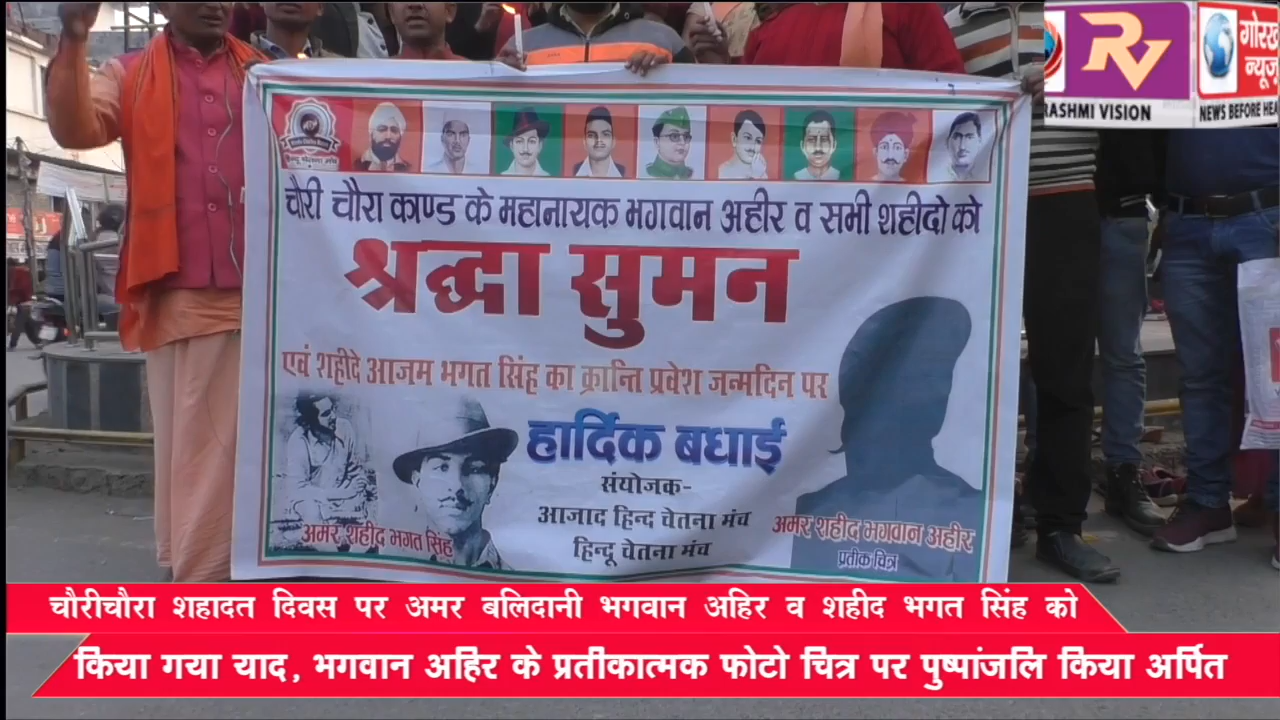 RV
RASHMI VISION
गोरख
न्यूज
NEWS BEFORE HEA
चौरी चौरा काण्ड के महानायक भगवान अहीर व सभी शहीदो को
श्रद्धा सुमन
एवं शहीदे आजम भगत सिंह का क्रान्ति प्रवेश जन्मदिन पर
हार्दिक बधाई
संयोजक-
आजाद हिन्द चेतना मंच
हिन्दू चेतना मंच
अमर शहीद भगत सिंह
अमर शहीद भगवान अहीर
प्रतीक चित्र
चौरीचौरा शहादत दिवस पर अमर बलिदानी भगवान अहिर व शहीद भगत सिंह को
किया गया याद, भगवान अहिर के प्रतीकात्मक फोटो चित्र पर पुष्पांजलि किया अर्पित